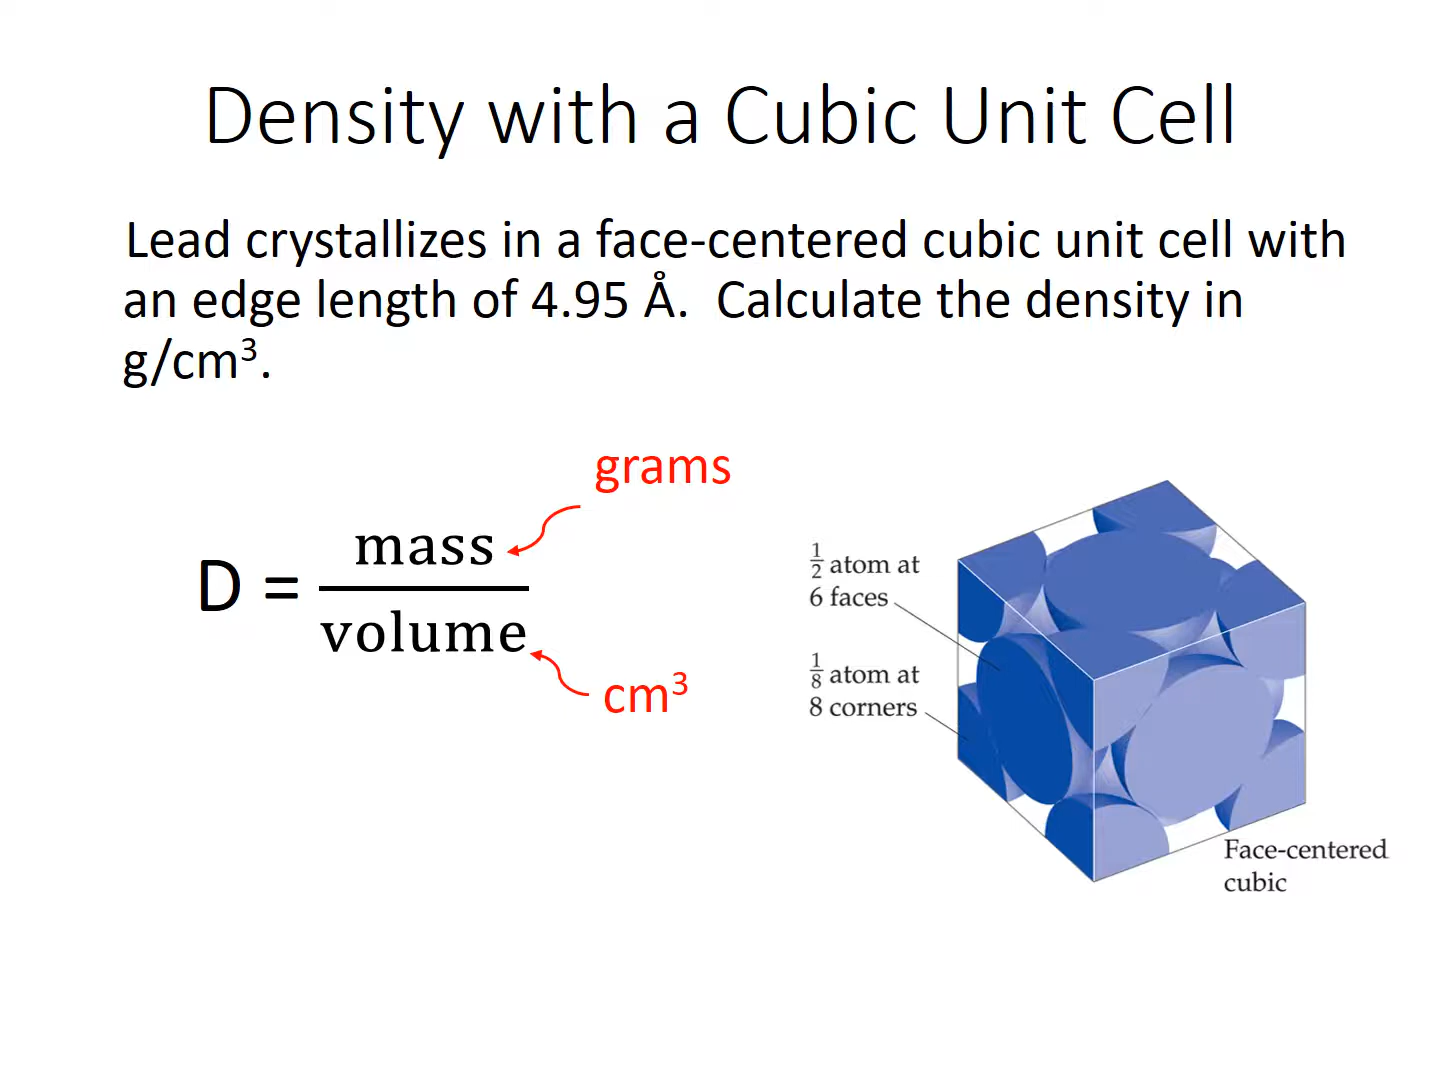 Density with a Cubic Unit Cell
Lead crystallizes in a face-centered cubic unit cell with
an edge length of 4.95 Å.  Calculate the density in
g/cm³.
grams
D = mass
volume
cm³
1/2 atom at
6 faces
1/8 atom at
8 corners
Face-centered
cubic